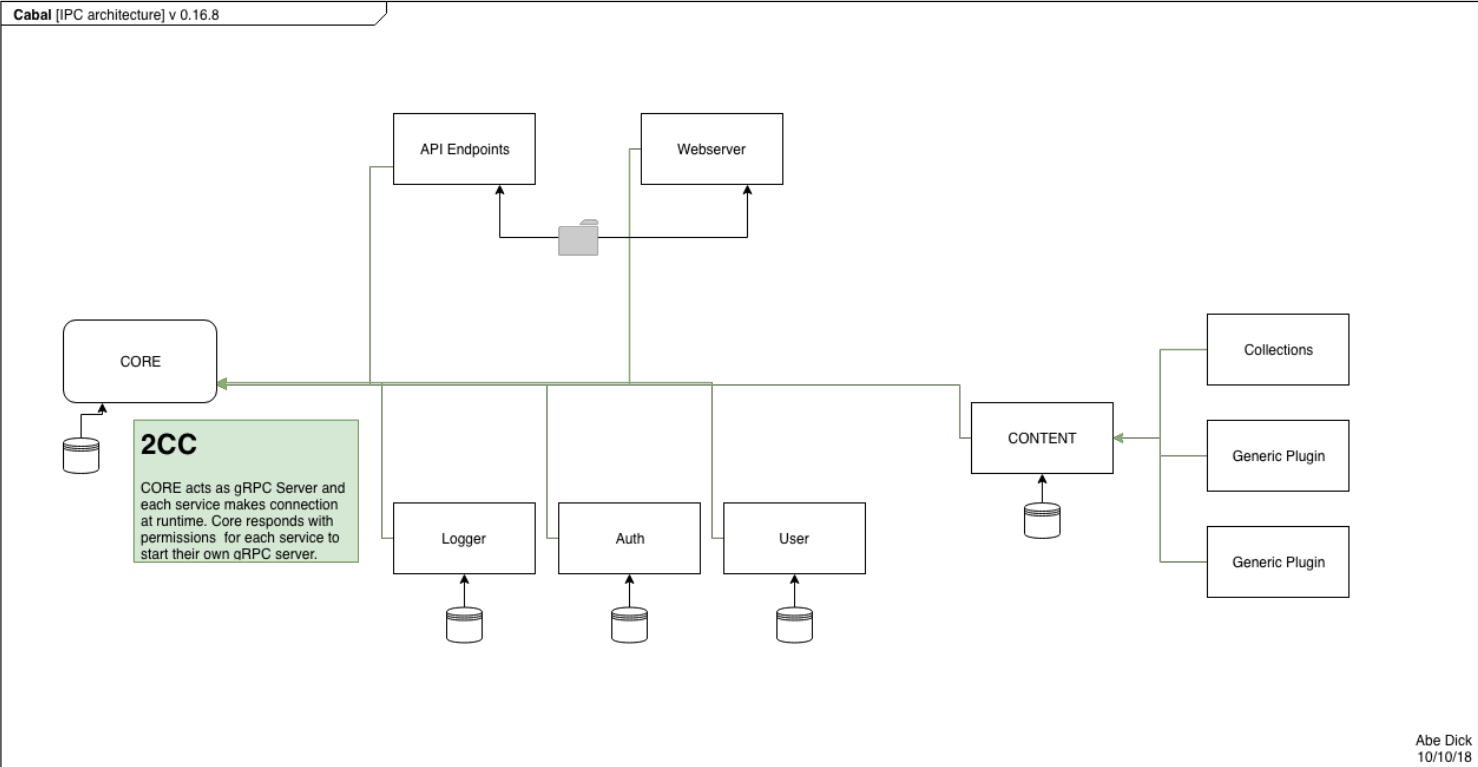 Cabal [IPC architecture] v 0.16.8
API Endpoints
Webserver
CORE
Collections
2CC
CORE acts as gRPC Server and
each service makes connection
at runtime. Core responds with
permissions  for each service to
start their own gRPC server.
CONTENT
Generic Plugin
Logger
Auth
User
Generic Plugin
Abe Dick
10/10/18